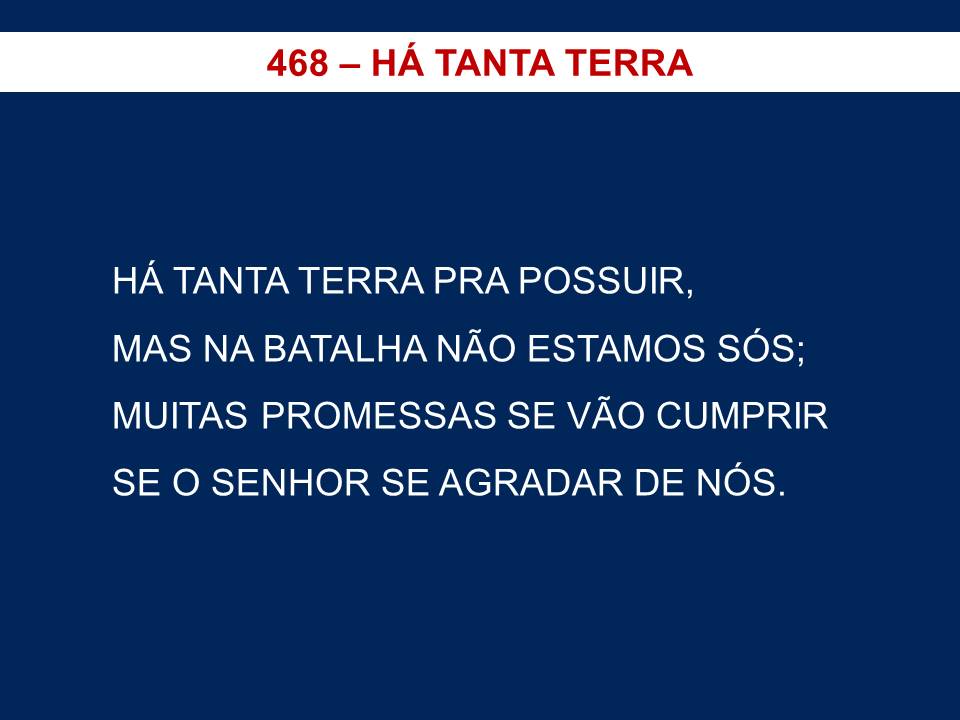 468 – HÁ TANTA TERRA
HÁ TANTA TERRA PRA POSSUIR,
MAS NA BATALHA NÃO ESTAMOS SÓS;
MUITAS PROMESSAS SE VÃO CUMPRIR
SE O SENHOR SE AGRADAR DE NÓS.